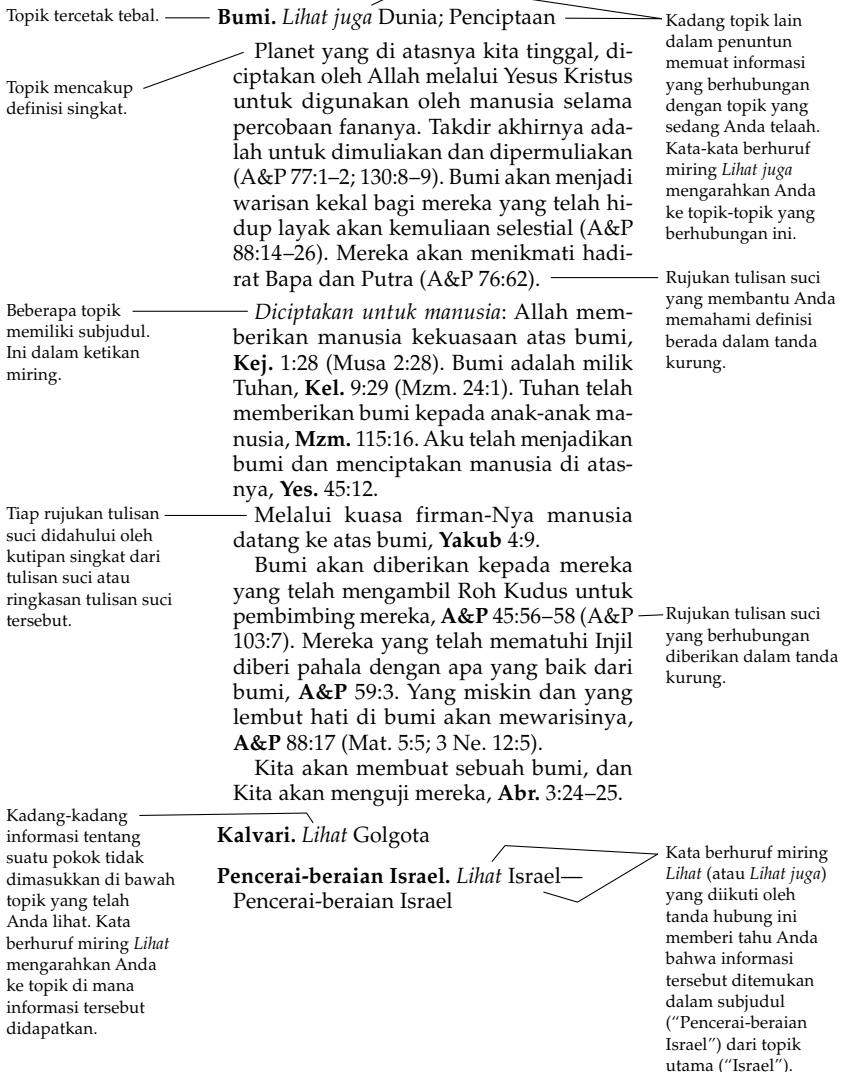 Topik tercetak tebal.
Bumi. Lihat juga Dunia; Penciptaan
Kadang topik lain
dalam penuntun
memuat informasi
yang berhubungan
dengan topik yang
sedang Anda telaah.
Kata-kata berhuruf
miring Lihat juga
mengarahkan Anda
ke topik-topik yang
berhubungan ini.
Topik mencakup
definisi singkat.
Planet yang di atasnya kita tinggal, di-
ciptakan oleh Allah melalui Yesus Kristus
untuk digunakan oleh manusia selama
percobaan fananya. Takdir akhirnya ada-
lah untuk dimuliakan dan dipermuliakan
(A&P 77:1–2; 130:8–9). Bumi akan menjadi
warisan kekal bagi mereka yang telah hi-
dup layak akan kemuliaan selestial (A&P
88:14–26). Mereka akan menikmati hadi-
rat Bapa dan Putra (A&P 76:62).
Rujukan tulisan suci
yang membantu Anda
memahami definisi
berada dalam tanda
kurung.
Beberapa topik
memiliki subjudul.
Ini dalam ketikan
miring.
Diciptakan untuk manusia: Allah mem-
berikan manusia kekuasaan atas bumi,
Kej. 1:28 (Musa 2:28). Bumi adalah milik
Tuhan, Kel. 9:29 (Mzm. 24:1). Tuhan telah
memberikan bumi kepada anak-anak ma-
nusia, Mzm. 115:16. Aku telah menjadikan
bumi dan menciptakan manusia di atas-
nya, Yes. 45:12.
Tiap rujukan tulisan
suci didahului oleh
kutipan singkat dari
tulisan suci atau
ringkasan tulisan suci
tersebut.
Melalui kuasa firman-Nya manusia
datang ke atas bumi, Yakub 4:9.
Bumi akan diberikan kepada mereka
yang telah mengambil Roh Kudus untuk
pembimbing mereka, A&P 45:56–58 (A&P
103:7). Mereka yang telah mematuhi Injil
diberi pahala dengan apa yang baik dari
bumi, A&P 59:3. Yang miskin dan yang
lembut hati di bumi akan mewarisinya,
A&P 88:17 (Mat. 5:5; 3 Ne. 12:5).
Rujukan tulisan suci
yang berhubungan
diberikan dalam tanda
kurung.
Kita akan membuat sebuah bumi, dan
Kita akan menguji mereka, Abr. 3:24–25.
Kadang-kadang
informasi tentang
suatu pokok tidak
dimasukkan di bawah
topik yang telah
Anda lihat. Kata
berhuruf miring Lihat
mengarahkan Anda
ke topik di mana
informasi tersebut
didapatkan.
Kalvari. Lihat Golgota
Pencerai-beraian Israel. Lihat Israel—
Pencerai-beraian Israel
Kata berhuruf miring
Lihat (atau Lihat juga)
yang diikuti oleh
tanda hubung ini
memberi tahu Anda
bahwa informasi
tersebut ditemukan
dalam subjudul
(“Pencerai-beraian
Israel”) dari topik
utama (“Israel”).